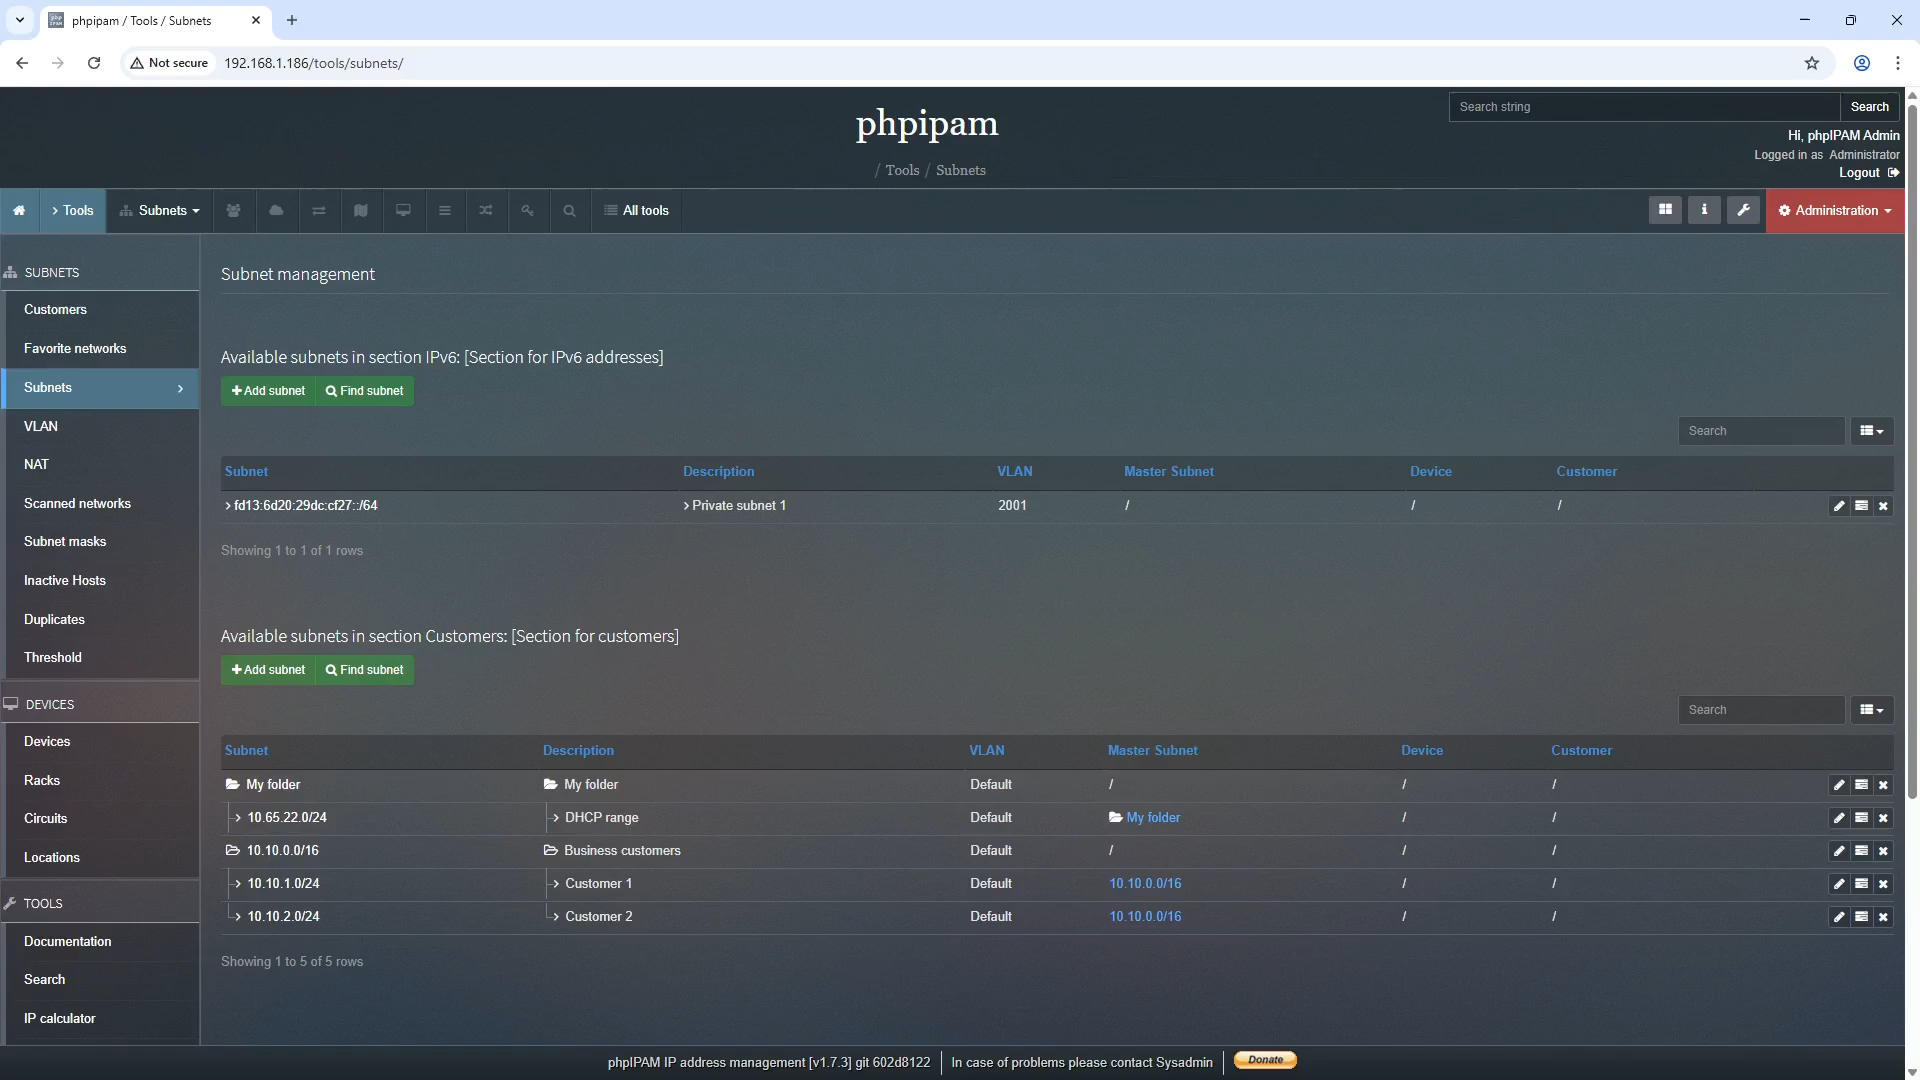 phpipam / Tools / Subnets
Not secure
192.168.1.186/tools/subnets/
phpipam
/ Tools / Subnets
Search string
Search
Hi, phpIPAM Admin
Logged in as Administrator
Logout
Tools
Subnets
All tools
Administration
SUBNETS
Customers
Favorite networks
Subnets
VLAN
NAT
Scanned networks
Subnet masks
Inactive Hosts
Duplicates
Threshold
DEVICES
Devices
Racks
Circuits
Locations
TOOLS
Documentation
Search
IP calculator
Subnet management
Available subnets in section IPv6: [Section for IPv6 addresses]
Add subnet Find subnet
Search
Subnet Description VLAN Master Subnet Device Customer
fd13:6d20:29dc:cf27::/64 Private subnet 1 2001 / / /
Showing 1 to 1 of 1 rows
Available subnets in section Customers: [Section for customers]
Add subnet Find subnet
Search
Subnet Description VLAN Master Subnet Device Customer
My folder My folder Default / / /
10.65.22.0/24 DHCP range Default My folder / /
10.10.0.0/16 Business customers Default / / /
10.10.1.0/24 Customer 1 Default 10.10.0.0/16 / /
10.10.2.0/24 Customer 2 Default 10.10.0.0/16 / /
Showing 1 to 5 of 5 rows
phpIPAM IP address management [v1.7.3] git 602d8122 In case of problems please contact Sysadmin Donate